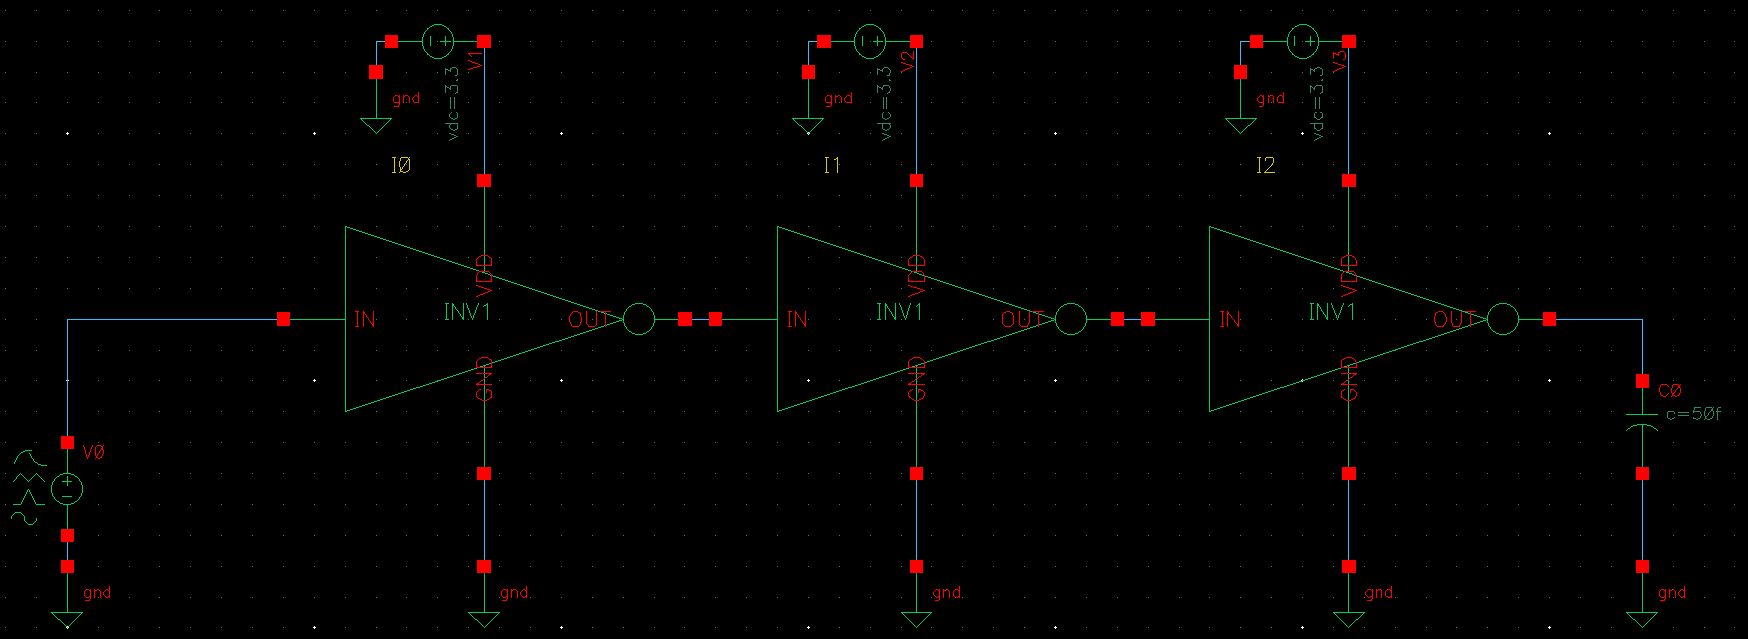 V1
vdc=3.3
gnd
I0
VDD
INV1
IN
OUT
GND
gnd
V2
vdc=3.3
gnd
I1
VDD
INV1
IN
OUT
GND
gnd
V3
vdc=3.3
gnd
I2
VDD
INV1
IN
OUT
GND
gnd
V0
gnd
C0
c=50f
gnd